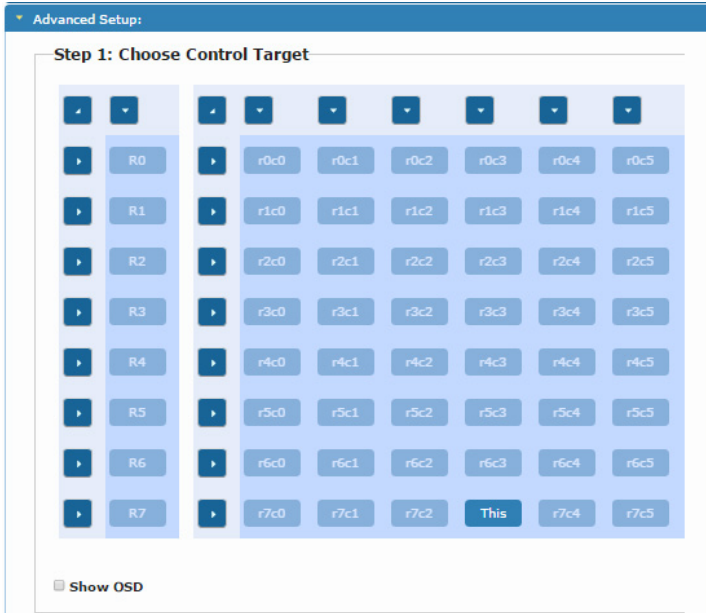 Advanced Setup:
Step 1: Choose Control Target
R0 r0c0 r0c1 r0c2 r0c3 r0c4 r0c5
R1 r1c0 r1c1 r1c2 r1c3 r1c4 r1c5
R2 r2c0 r2c1 r2c2 r2c3 r2c4 r2c5
R3 r3c0 r3c1 r3c2 r3c3 r3c4 r3c5
R4 r4c0 r4c1 r4c2 r4c3 r4c4 r4c5
R5 r5c0 r5c1 r5c2 r5c3 r5c4 r5c5
R6 r6c0 r6c1 r6c2 r6c3 r6c4 r6c5
R7 r7c0 r7c1 r7c2 This r7c4 r7c5
Show OSD